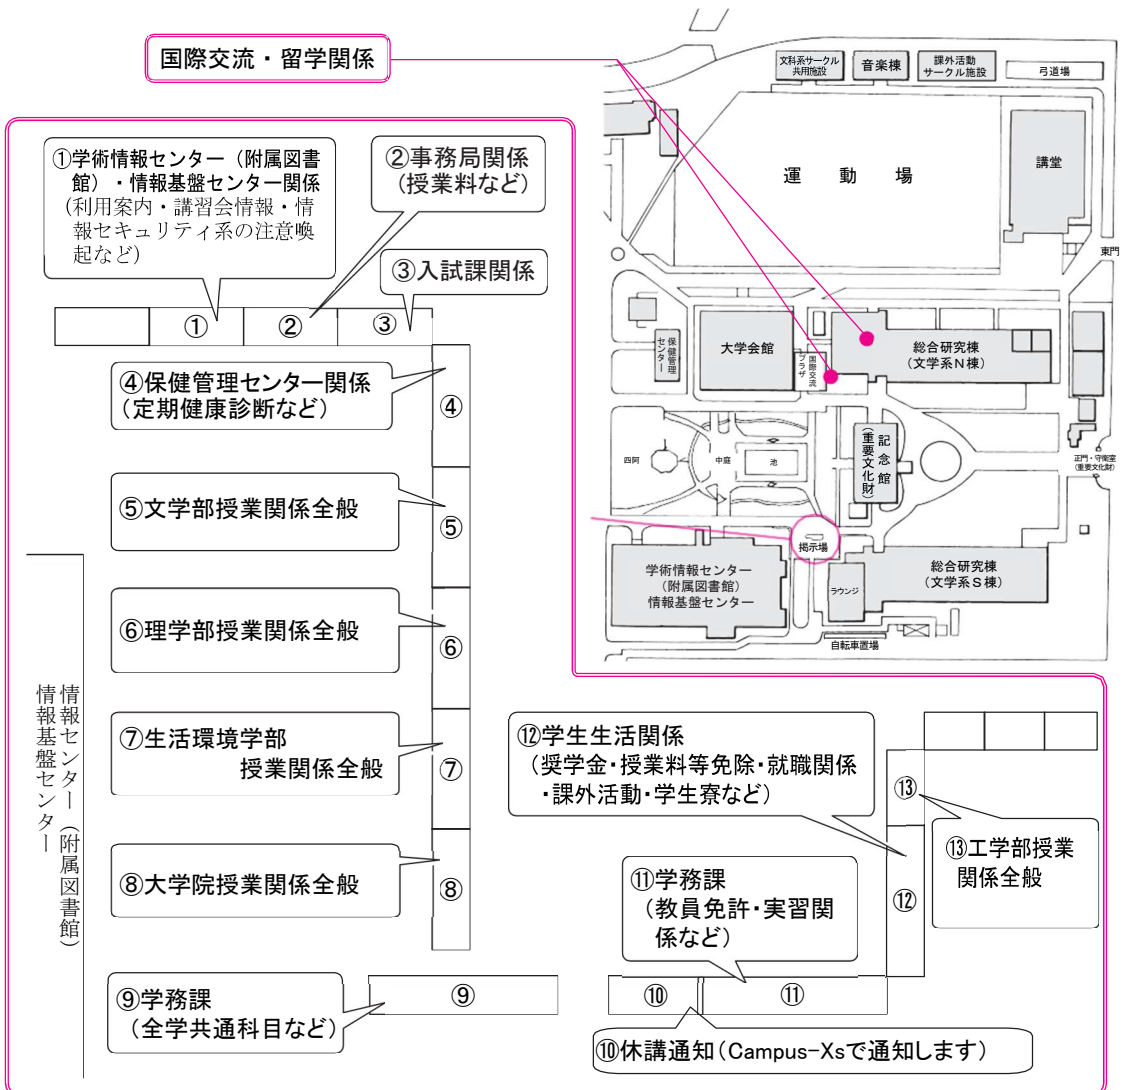 国際交流・留学関係
文科系サークル
共用施設
音楽棟
課外活動
サークル施設
弓道場
運動場
講堂
東門
大学会館
保健管理
センター
国際交流
プラザ
総合研究棟
(文学系N棟)
四阿
中庭
池
記念館
(重要文化財)
正門・守衛室
(重要文化財)
掲示場
学術情報センター
(附属図書館)
情報基盤センター
ラウンジ
総合研究棟
(文学系S棟)
自転車置場
①学術情報センター(附属図書
館)・情報基盤センター関係
(利用案内・講習会情報・情
報セキュリティ系の注意喚
起など)
②事務局関係
(授業料など)
③入試課関係
①
②
③
④保健管理センター関係
(定期健康診断など)
④
⑤文学部授業関係全般
⑤
⑥理学部授業関係全般
⑥
⑦生活環境学部
授業関係全般
⑦
⑧大学院授業関係全般
⑧
情報センター(附属図書館)
情報基盤センター
⑨学務課
(全学共通科目など)
⑨
⑩
⑩休講通知(Campus-Xsで通知します)
⑪学務課
(教員免許・実習関
係など)
⑪
⑫学生生活関係
(奨学金・授業料等免除・就職関係
・課外活動・学生寮など)
⑫
⑬
⑬工学部授業
関係全般